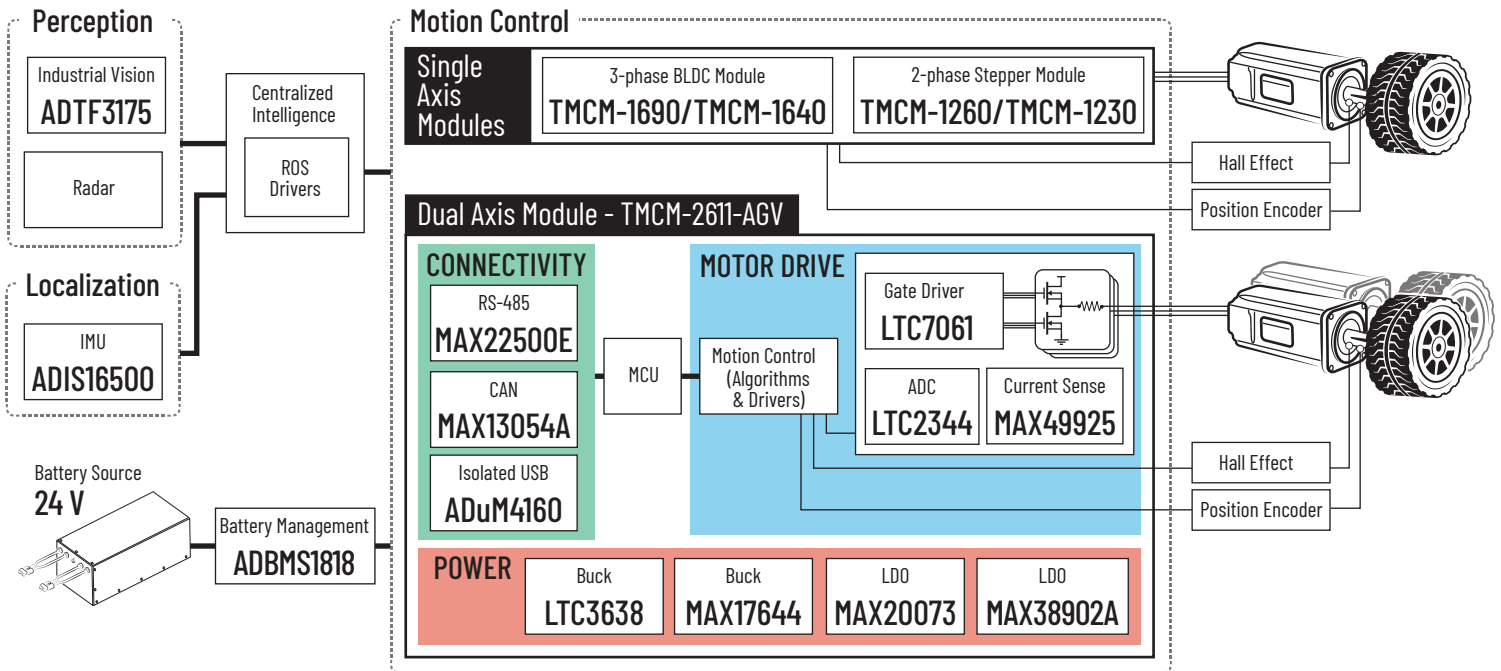 Perception
Industrial Vision
ADTF3175
Radar
Localization
IMU
ADIS16500
Centralized
Intelligence
ROS
Drivers
Battery Source
24 V
Battery Management
ADBMS1818
Motion Control
Single
Axis
Modules
3-phase BLDC Module
TMCM-1690/TMCM-1640
2-phase Stepper Module
TMCM-1260/TMCM-1230
Hall Effect
Position Encoder
Dual Axis Module - TMCM-2611-AGV
CONNECTIVITY
RS-485
MAX22500E
CAN
MAX13054A
Isolated USB
ADuM4160
MCU
MOTOR DRIVE
Motion Control
(Algorithms
& Drivers)
Gate Driver
LTC7061
ADC
LTC2344
Current Sense
MAX49925
Hall Effect
Position Encoder
POWER
Buck
LTC3638
Buck
MAX17644
LDO
MAX20073
LDO
MAX38902A